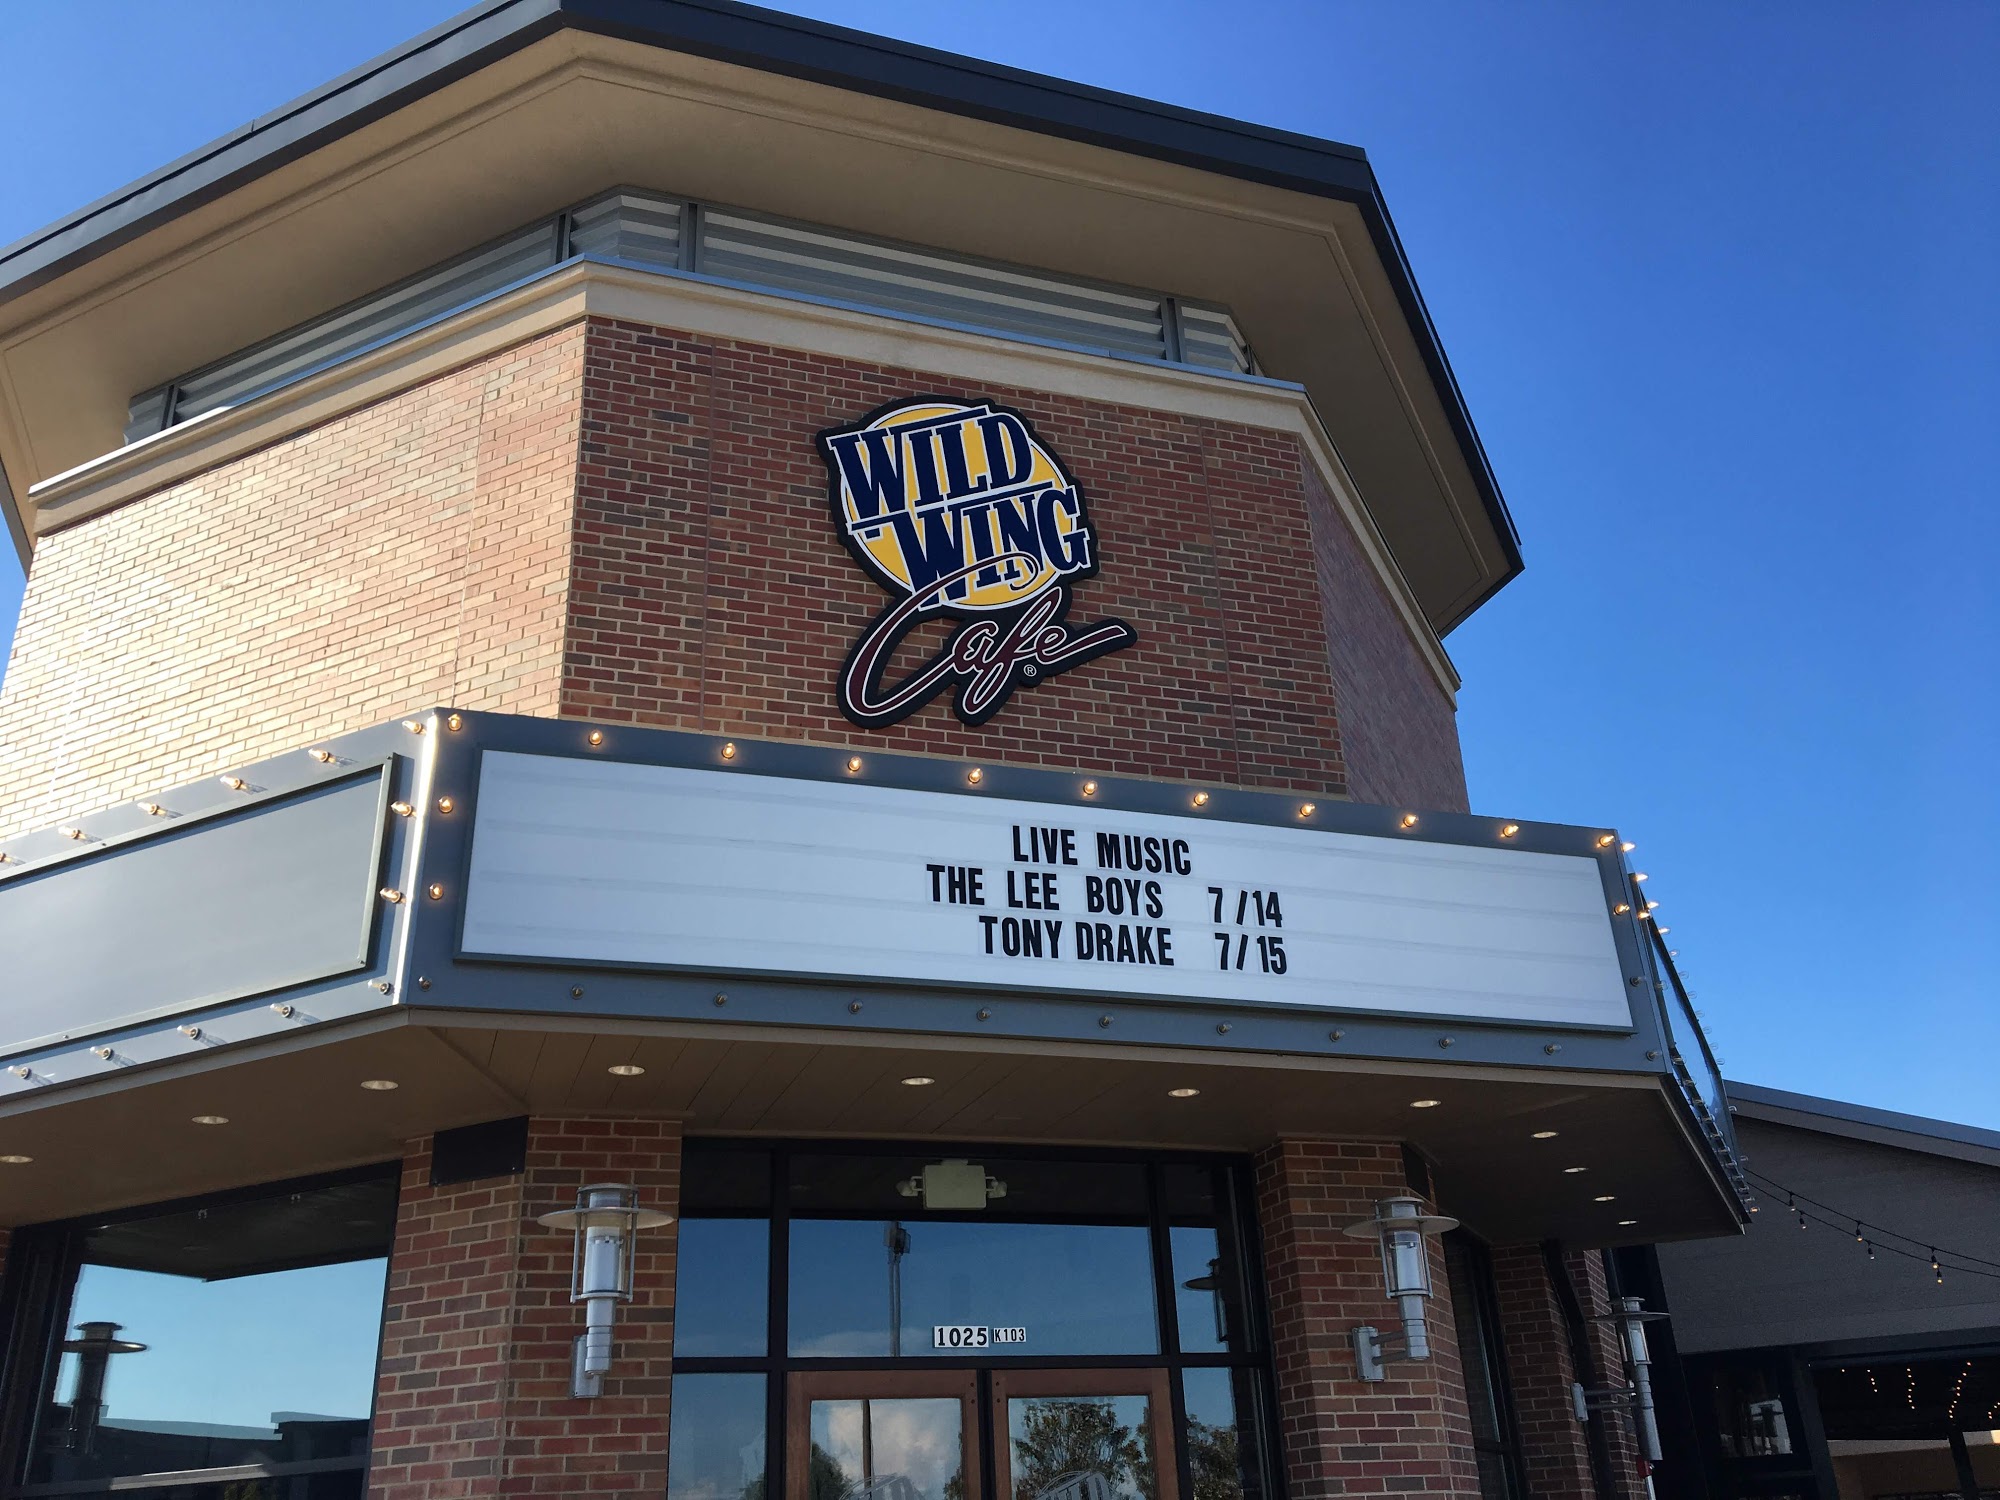 WILD
WING
Cafe
®
LIVE MUSIC
THE LEE BOYS 7/14
TONY DRAKE 7/15
1025 K103